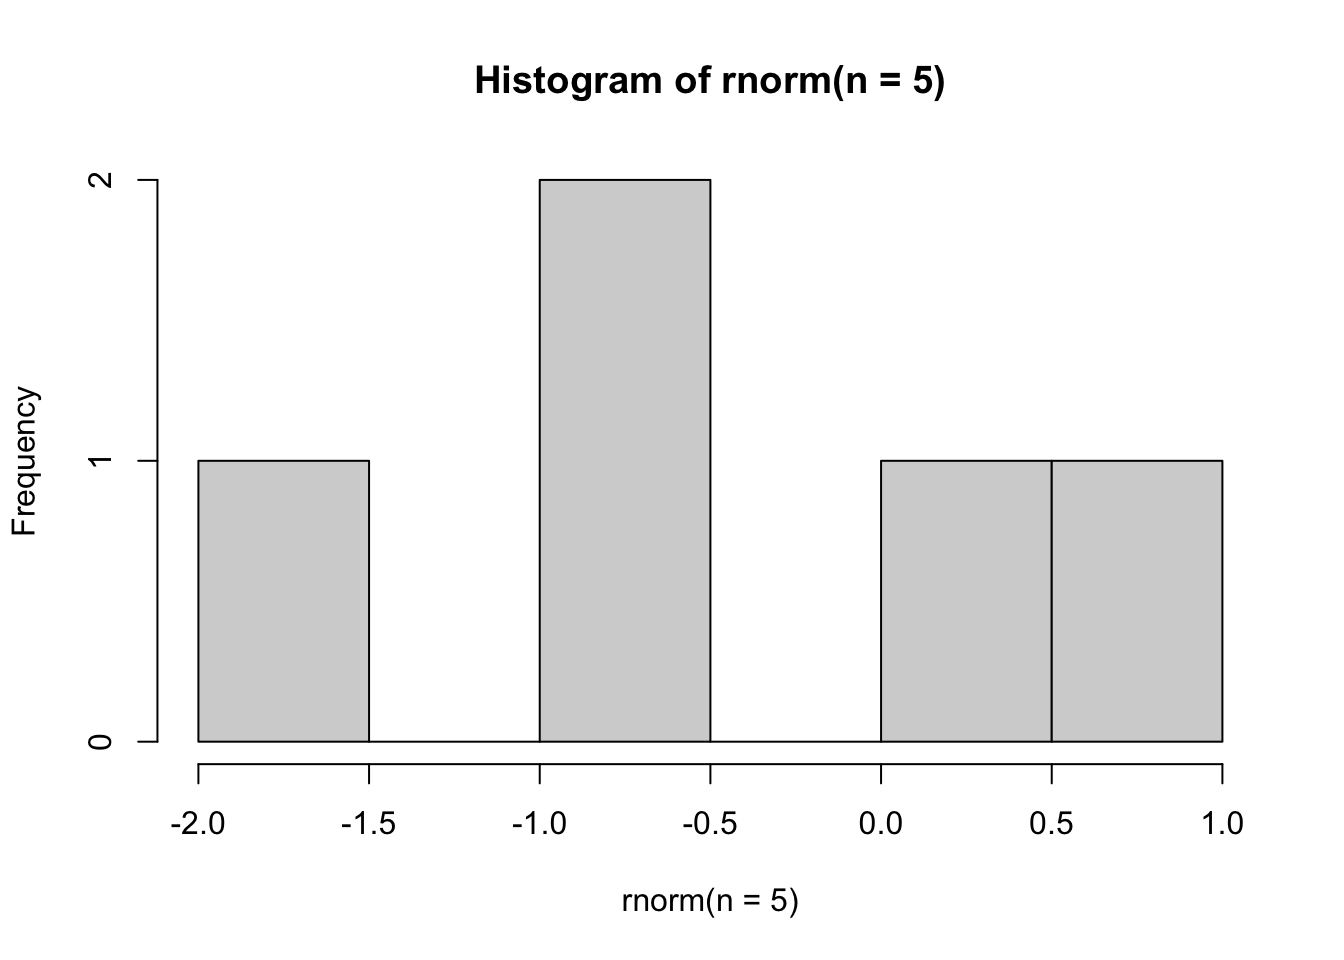 Histogram of rnorm(n = 5)
Frequency
2
1
0
-2.0 -1.5 -1.0 -0.5 0.0 0.5 1.0
rnorm(n = 5)